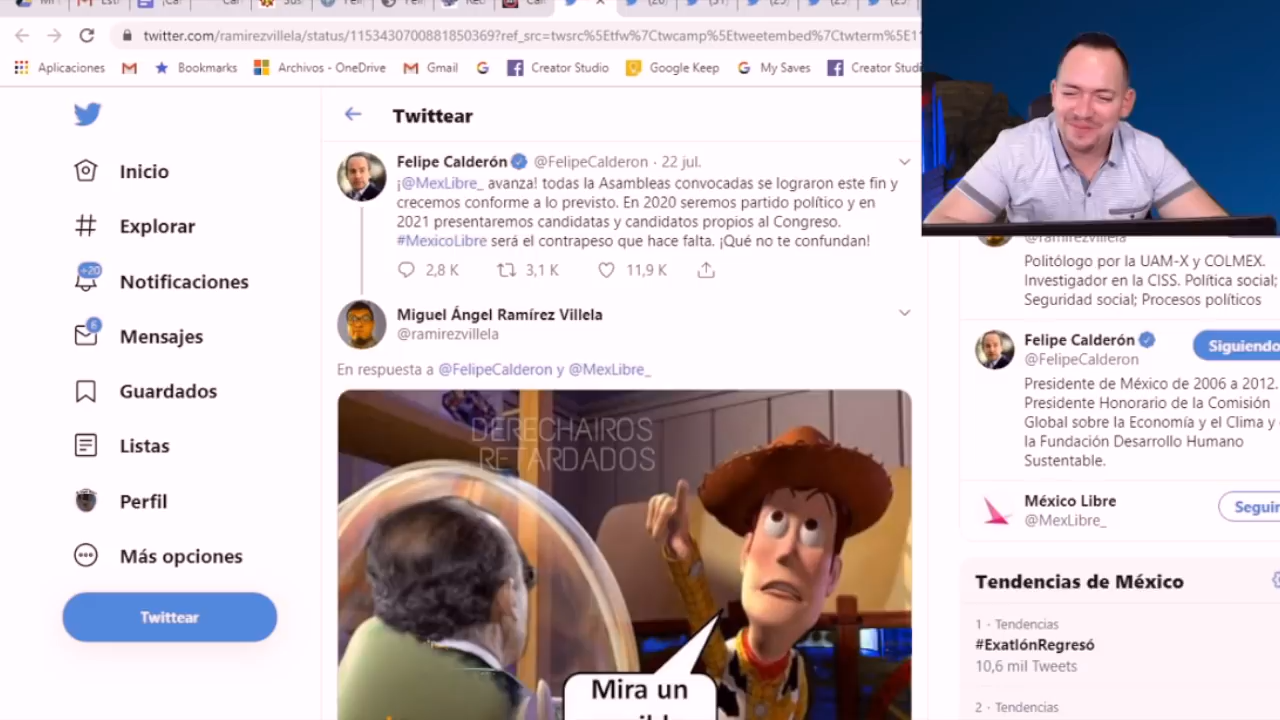 twitter.com/ramirezvillela/status/1153430700881850369?ref_src=twsrc%5Etfw%7Ctwcamp%5Etweetembed%7Ctwterm%5E1
Aplicaciones
Bookmarks
Archivos - OneDrive
Gmail
Creator Studio
Google Keep
My Saves
Creator Studi
Inicio
Explorar
+20
Notificaciones
6
Mensajes
Guardados
Listas
Perfil
Más opciones
Twittear
Twittear
Felipe Calderón @FelipeCalderon · 22 jul.
¡@MexLibre_ avanza! todas la Asambleas convocadas se lograron este fin y
crecemos conforme a lo previsto. En 2020 seremos partido político y en
2021 presentaremos candidatas y candidatos propios al Congreso.
#MexicoLibre será el contrapeso que hace falta. ¡Qué no te confundan!
2,8 K 3,1 K 11,9 K
Miguel Ángel Ramírez Villela
@ramirezvillela
En respuesta a @FelipeCalderon y @MexLibre_
DERECHAIROS
RETARDADOS
Mira un
@ramirezvillela
Politólogo por la UAM-X y COLMEX.
Investigador en la CISS. Política social;
Seguridad social; Procesos políticos
Felipe Calderón
@FelipeCalderon
Siguiendo
Presidente de México de 2006 a 2012.
Presidente Honorario de la Comisión
Global sobre la Economía y el Clima y
la Fundación Desarrollo Humano
Sustentable.
México Libre
@MexLibre_
Seguir
Tendencias de México
1 · Tendencias
#ExatlónRegresó
10,6 mil Tweets
2 · Tendencias